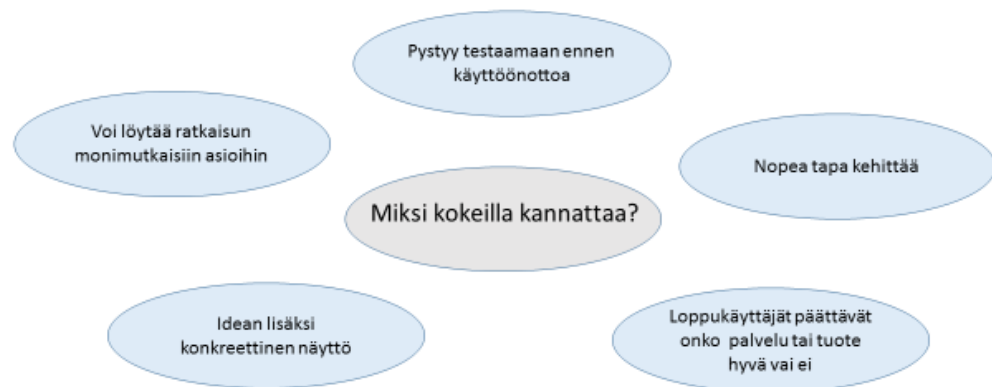 Pystyy testaamaan ennen
käyttöönottoa
Voi löytää ratkaisun
monimutkaisiin asioihin
Nopea tapa kehittää
Miksi kokeilla kannattaa?
Idean lisäksi
konkreettinen näyttö
Loppukäyttäjät päättävät
onko palvelu tai tuote
hyvä vai ei